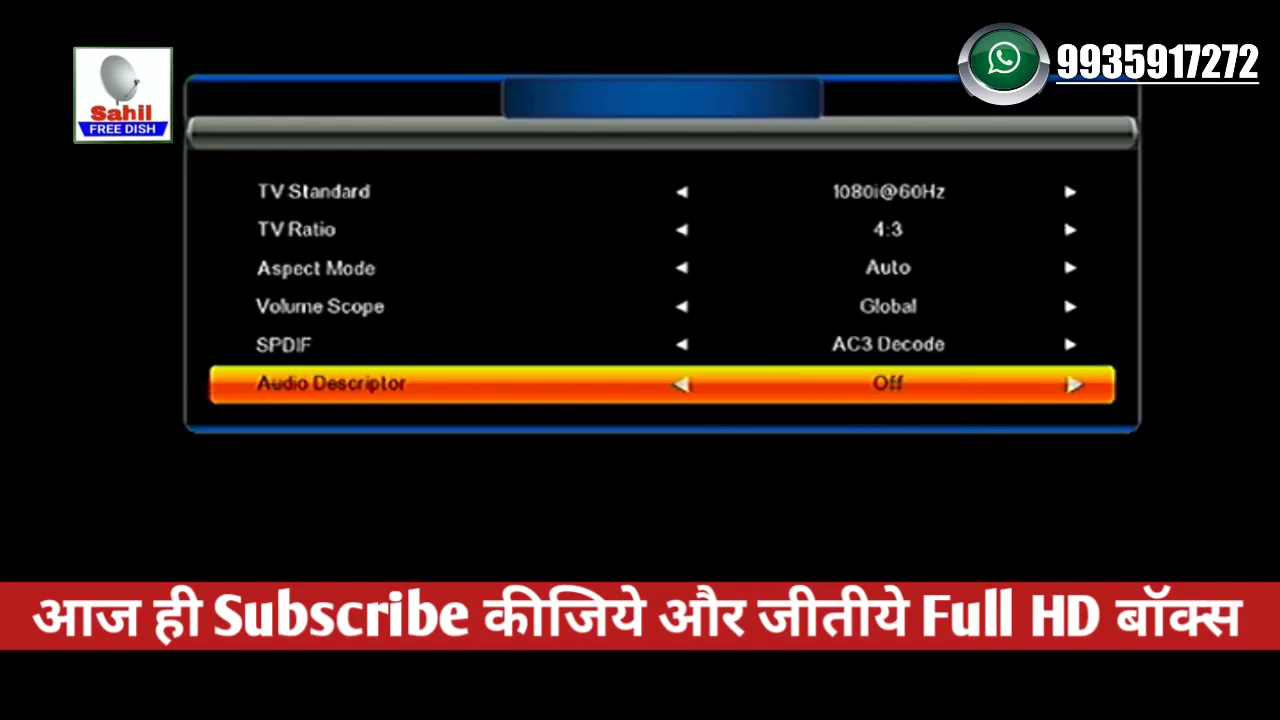 Sahil
FREE DISH
9935917272
TV Standard 1080i@60Hz
TV Ratio 4:3
Aspect Mode Auto
Volume Scope Global
SPDIF AC3 Decode
Audio Descriptor Off
आज ही Subscribe कीजिये और जीतीये Full HD बॉक्स